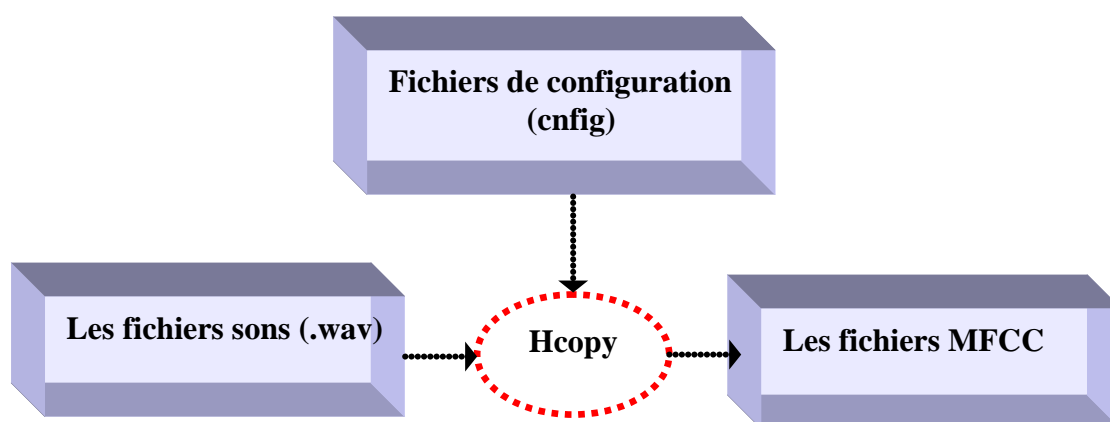 Fichiers de configuration
(cnfig)
Les fichiers sons (.wav)
Hcopy
Les fichiers MFCC